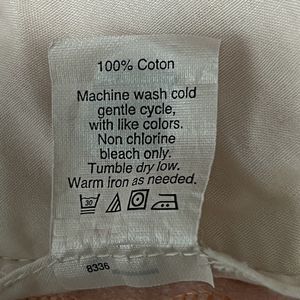 100% Coton
Machine wash cold
gentle cycle,
with like colors.
Non chlorine
bleach only.
Tumble dry low.
Warm iron as needed.
30
8336